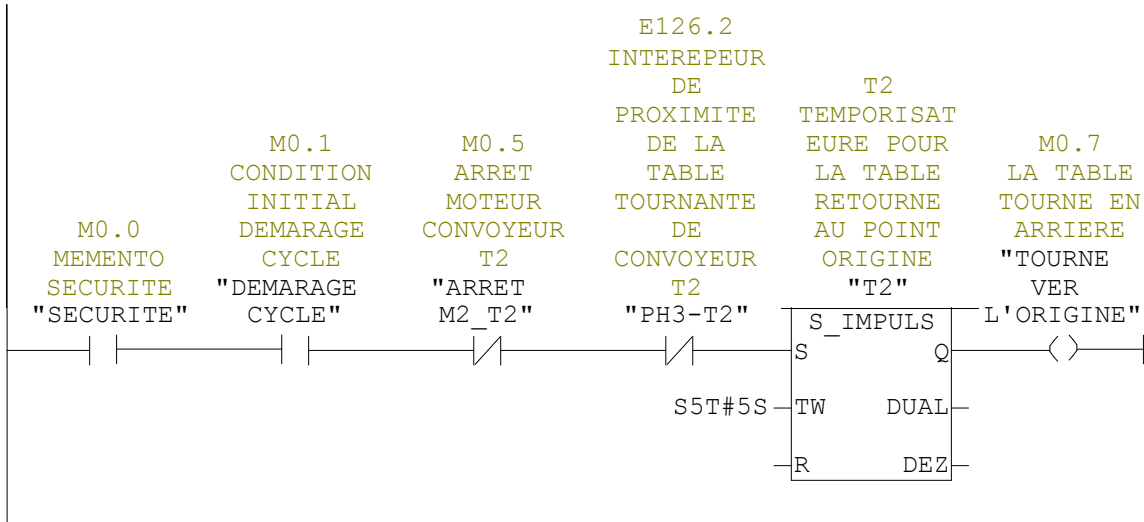 M0.0
MEMENTO
SECURITE
"SECURITE"
M0.1
CONDITION
INITIAL
DEMARAGE
CYCLE
"DEMARAGE
CYCLE"
M0.5
ARRET
MOTEUR
CONVOYEUR
T2
"ARRET
M2_T2"
E126.2
INTEREPEUR
DE
PROXIMITE
DE LA
TABLE
TOURNANTE
DE
CONVOYEUR
T2
"PH3-T2"
T2
TEMPORISAT
EURE POUR
LA TABLE
RETOURNE
AU POINT
ORIGINE
"T2"
S_IMPULS
S Q
S5T#5S TW DUAL
R DEZ
M0.7
LA TABLE
TOURNE EN
ARRIERE
"TOURNE
VER
L'ORIGINE"